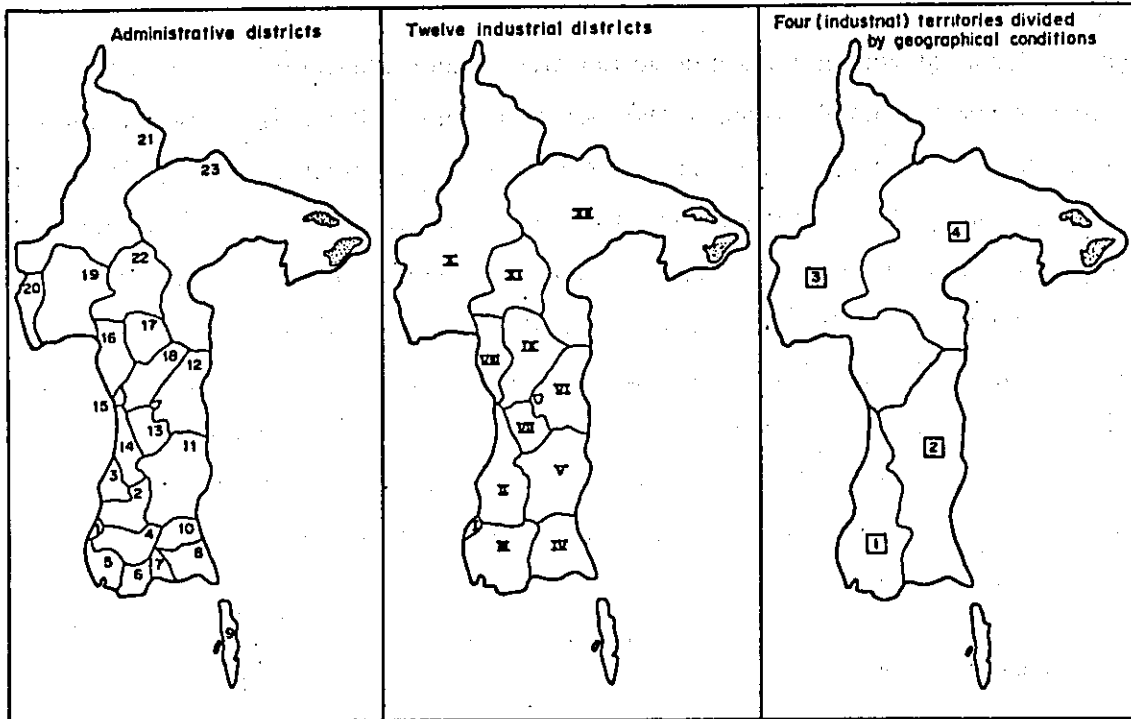 Administrative districts
21
23
22
19
20
17
16
18
12
15
13
14
11
3
2
1
4
10
5
6
7
8
9
Twelve industrial districts
XII
X
XI
IX
VIII
VI
VII
V
II
I
III
IV
Four (industrial) territories divided
by geographical conditions
4
3
2
1